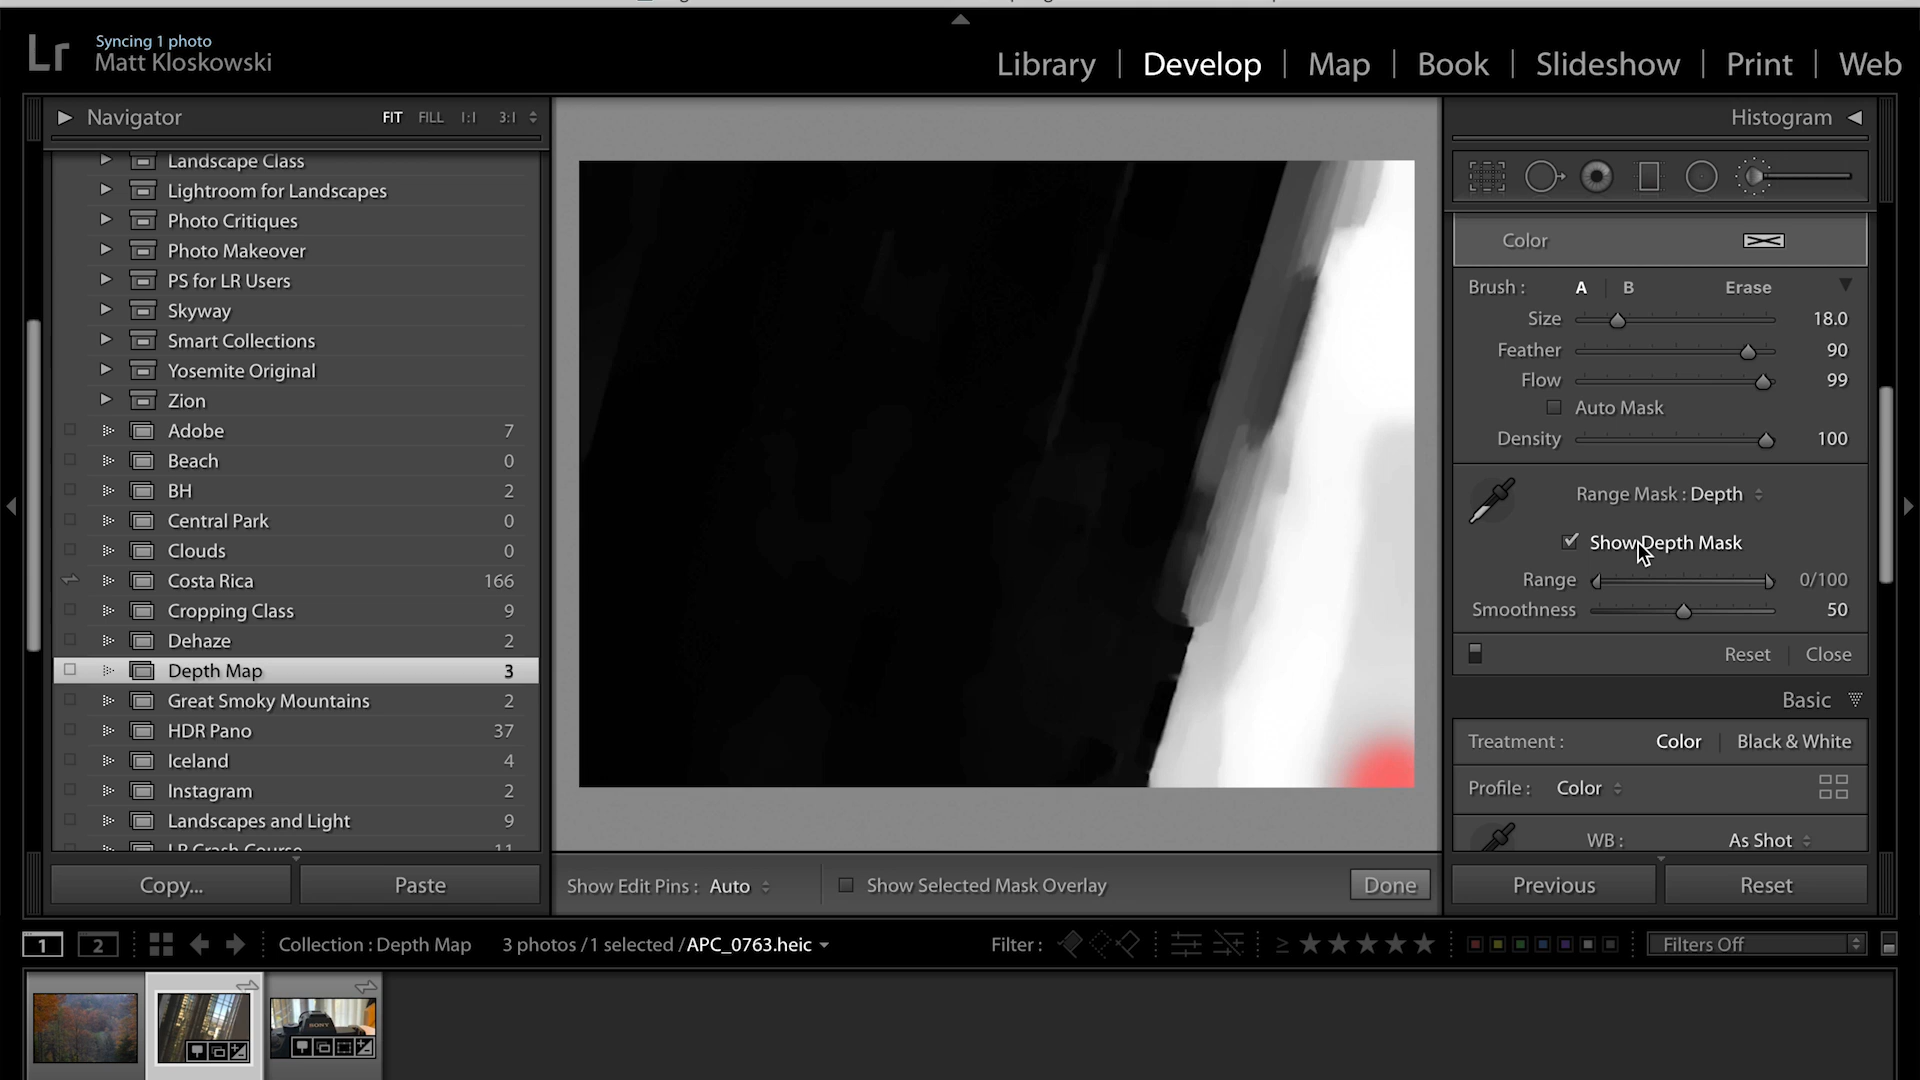 Lr
Syncing 1 photo
Matt Kloskowski
Library | Develop | Map | Book | Slideshow | Print | Web
Navigator
FIT FILL 1:1 3:1
Landscape Class
Lightroom for Landscapes
Photo Critiques
Photo Makeover
PS for LR Users
Skyway
Smart Collections
Yosemite Original
Zion
Adobe 7
Beach 0
BH 2
Central Park 0
Clouds 0
Costa Rica 166
Cropping Class 9
Dehaze 2
Depth Map 3
Great Smoky Mountains 2
HDR Pano 37
Iceland 4
Instagram 2
Landscapes and Light 9
LR Crash Course 11
Copy... Paste
Show Edit Pins : Auto
Show Selected Mask Overlay
Done
Histogram
Color
Brush : A B Erase
Size 18.0
Feather 90
Flow 99
Auto Mask
Density 100
Range Mask : Depth
Show Depth Mask
Range 0/100
Smoothness 50
Reset Close
Basic
Treatment : Color Black & White
Profile : Color
WB : As Shot
Previous Reset
1 2
Collection : Depth Map 3 photos / 1 selected / APC_0763.heic
Filter :
≥ ★★★★★
Filters Off
SONY